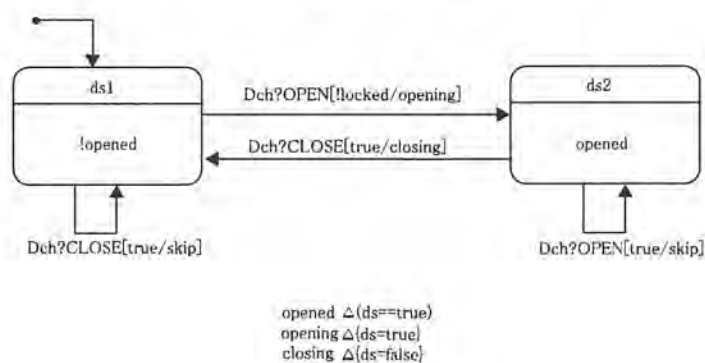 ds1
ds2
Dch?OPEN[!locked/opening]
!opened
opened
Dch?CLOSE[true/closing]
Dch?CLOSE[true/skip]
Dch?OPEN[true/skip]
opened △(ds==true)
opening △{ds=true}
closing △{ds=false}